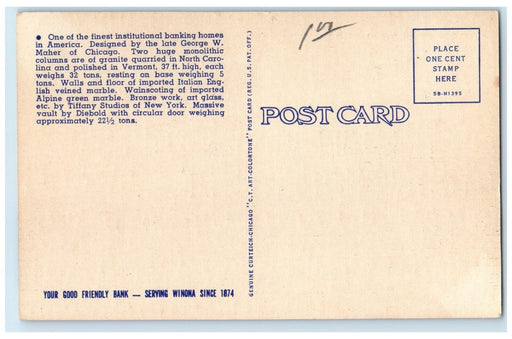 ● One of the finest institutional banking homes
in America. Designed by the late George W.
Maher of Chicago. Two huge monolithic
columns are of granite quarried in North Caro-
lina and polished in Vermont, 37 ft. high, each
weighs 32 tons, resting on base weighing 5
tons. Walls and floor of imported Italian Eng-
lish veined marble. Wainscoting of imported
Alpine green marble. Bronze work, art glass,
etc. by Tiffany Studios of New York. Massive
vault by Diebold with circular door weighing
approximately 22½ tons.
YOUR GOOD FRIENDLY BANK — SERVING WINONA SINCE 1874
GENUINE CURTEICH-CHICAGO "C.T. ART-COLORTONE" POST CARD (REG. U.S. PAT. OFF.)
POST CARD
PLACE
ONE CENT
STAMP
HERE
5B-H1395